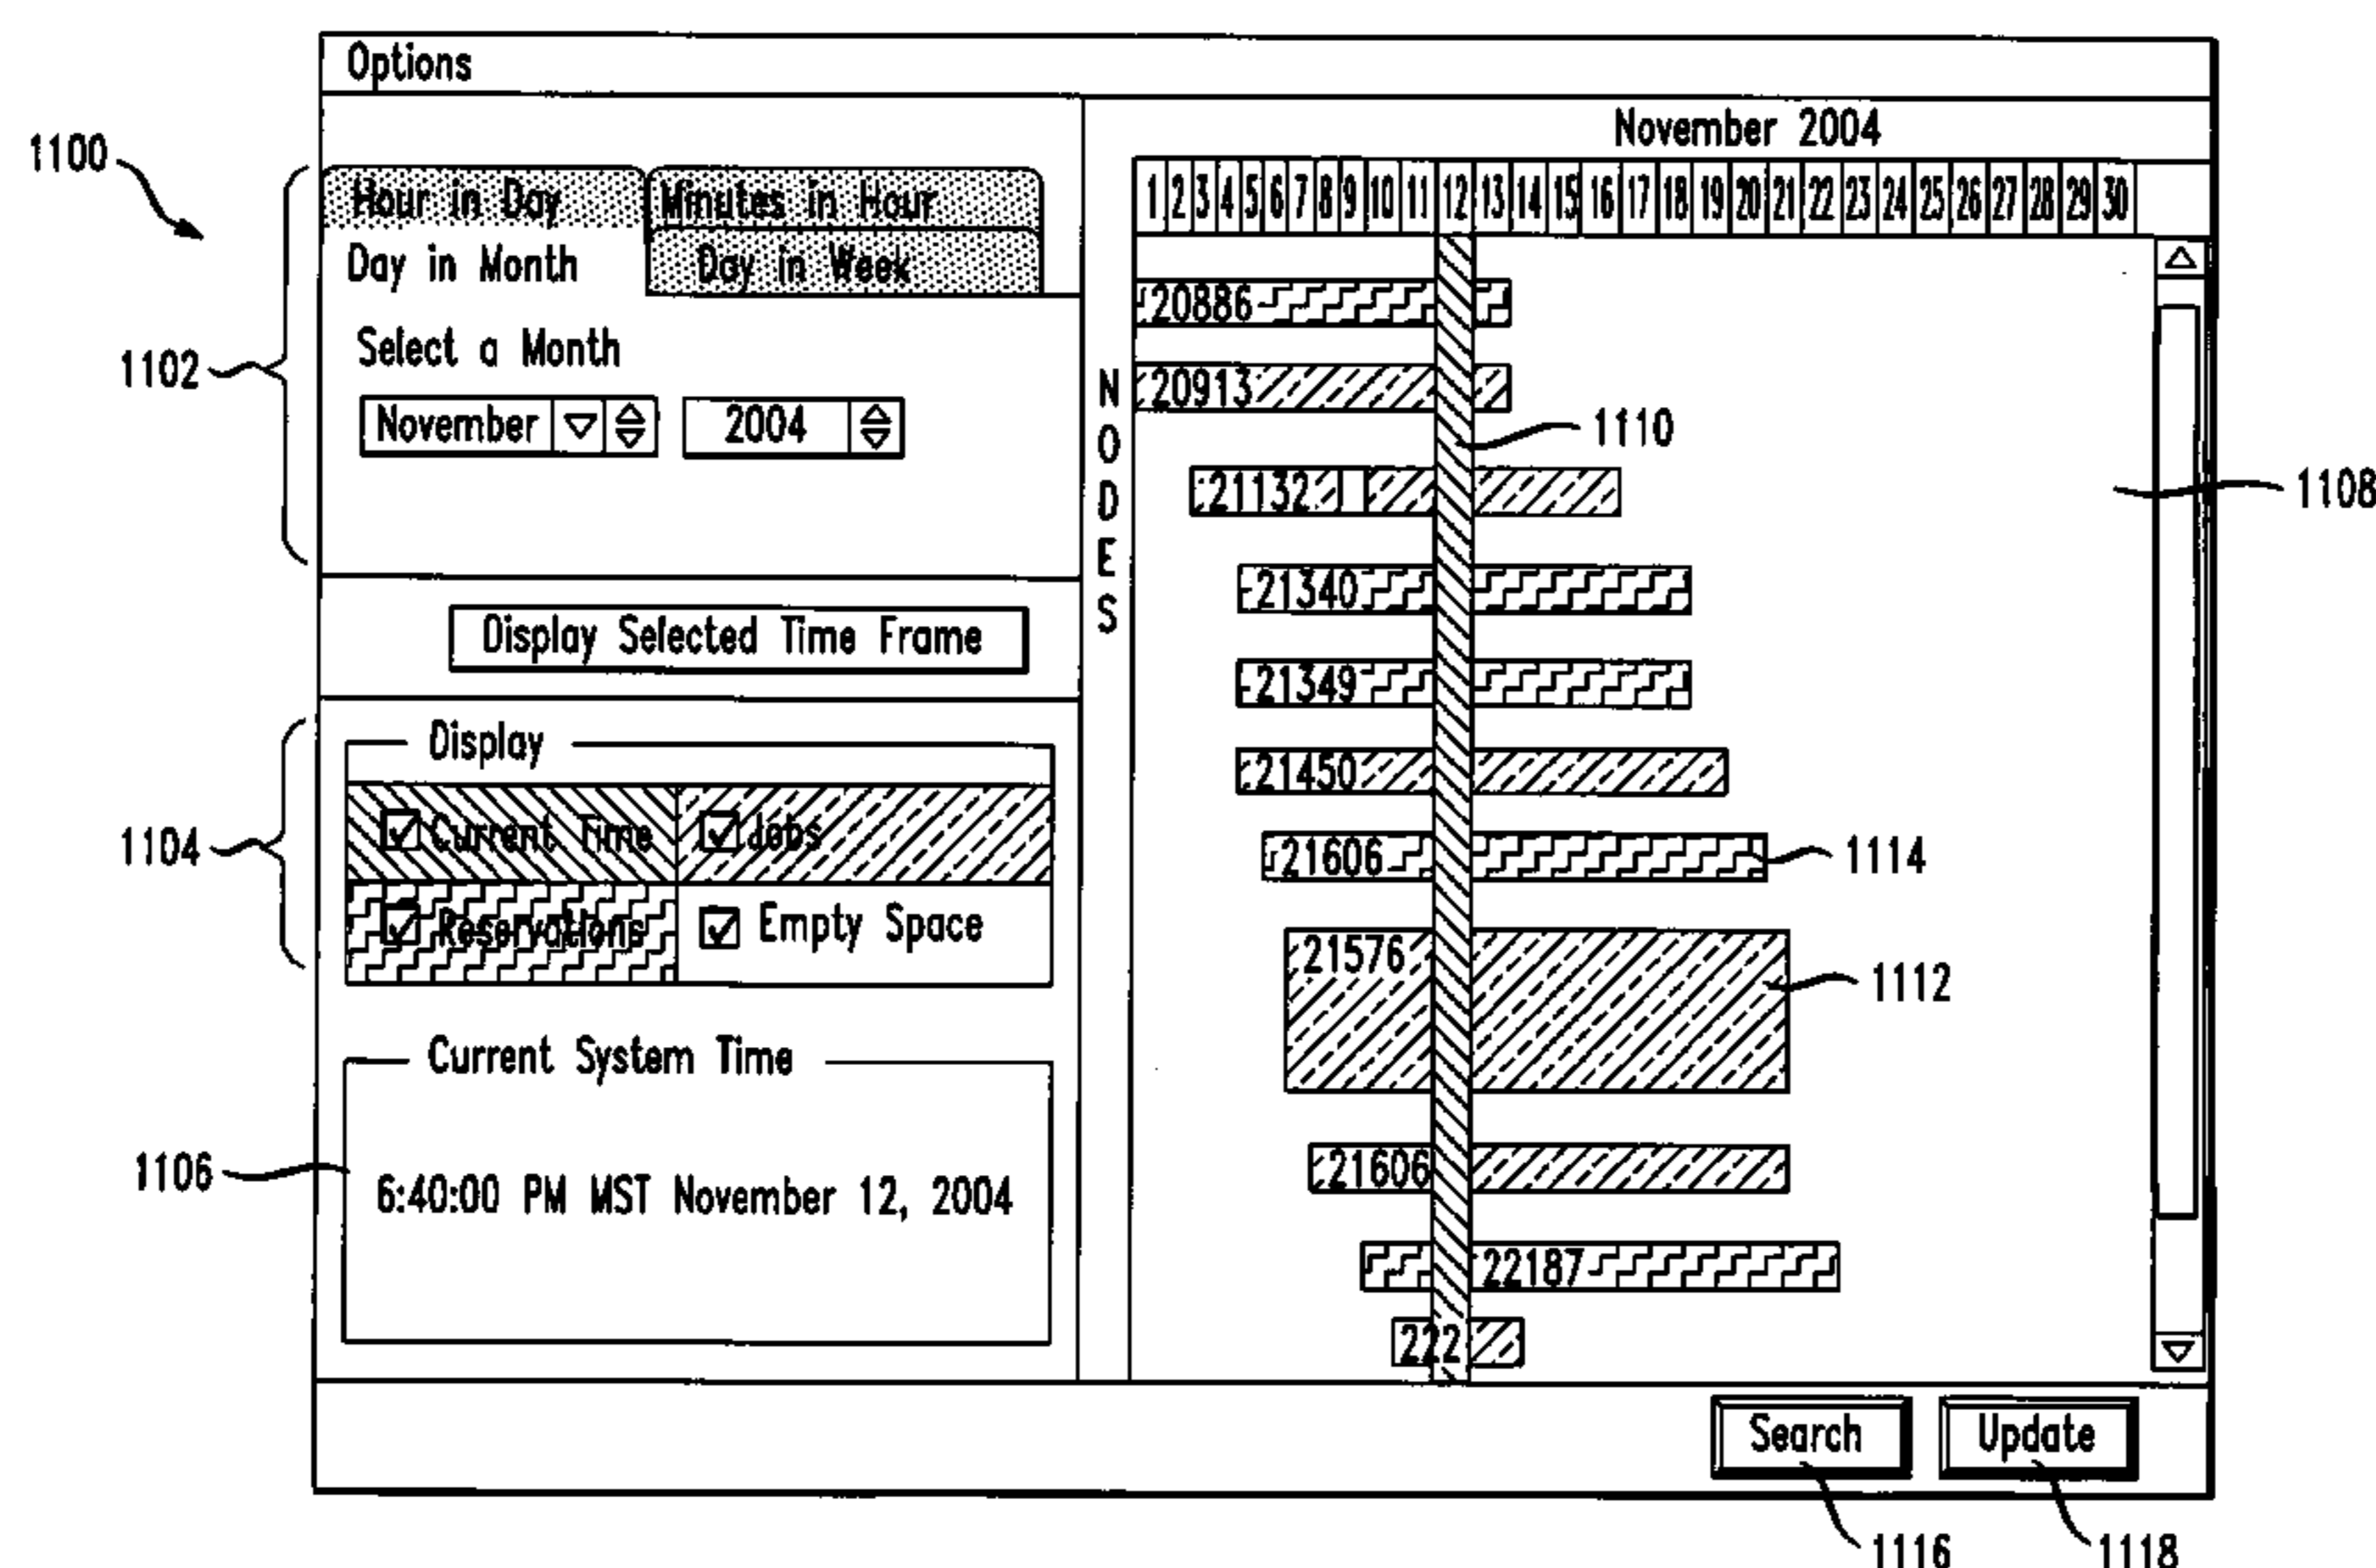 Options
1100
Hour in Day
Minutes in Hour
Day in Month
Day in Week
1102
Select a Month
November
2004
Display Selected Time Frame
1104
Display
Current Time
Jobs
Reservations
Empty Space
Current System Time
1106
6:40:00 PM MST November 12, 2004
November 2004
1 2 3 4 5 6 7 8 9 10 11 12 13 14 15 16 17 18 19 20 21 22 23 24 25 26 27 28 29 30
NODES
20886
20913
1110
21132
1108
21340
21349
21450
21606
1114
21576
1112
21606
22187
222
Search
Update
1116
1118